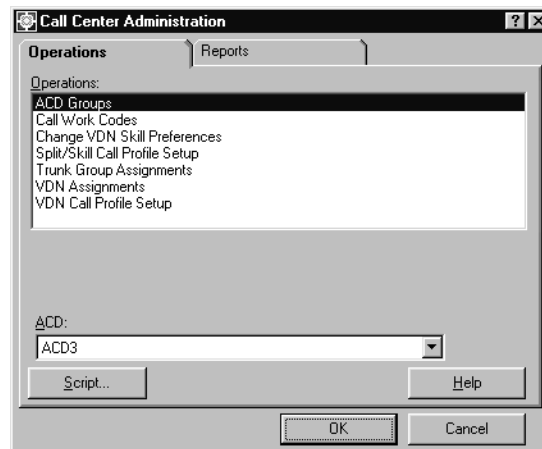 Call Center Administration
Operations
Reports
Operations:
ACD Groups
Call Work Codes
Change VDN Skill Preferences
Split/Skill Call Profile Setup
Trunk Group Assignments
VDN Assignments
VDN Call Profile Setup
ACD:
ACD3
Script...
Help
OK
Cancel